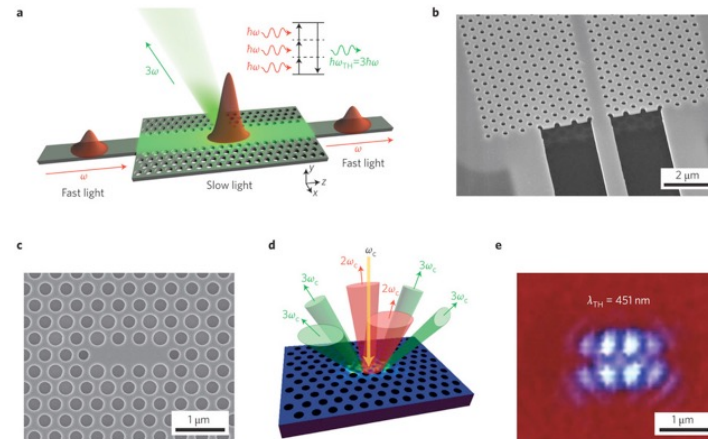 a
3ω
ħω
ħω
ħω
ħω_TH=3ħω
ω
Fast light
Slow light
ω
Fast light
y
z
x
b
2 μm
c
1 μm
d
ω_c
3ω_c
2ω_c
3ω_c
3ω_c
2ω_c
3ω_c
e
λ_TH = 451 nm
1 μm